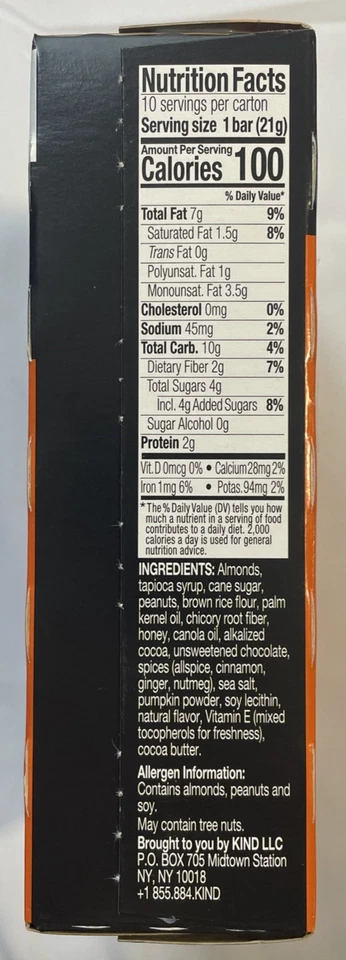 Nutrition Facts
10 servings per carton
Serving size 1 bar (21g)
Amount Per Serving
Calories 100
% Daily Value*
Total Fat 7g 9%
Saturated Fat 1.5g 8%
Trans Fat 0g
Polyunsat. Fat 1g
Monounsat. Fat 3.5g
Cholesterol 0mg 0%
Sodium 45mg 2%
Total Carb. 10g 4%
Dietary Fiber 2g 7%
Total Sugars 4g
Incl. 4g Added Sugars 8%
Sugar Alcohol 0g
Protein 2g
Vit. D 0mcg 0% • Calcium 28mg 2%
Iron 1mg 6% • Potas. 94mg 2%
*The % Daily Value (DV) tells you how
much a nutrient in a serving of food
contributes to a daily diet. 2,000
calories a day is used for general
nutrition advice.
INGREDIENTS: Almonds,
tapioca syrup, cane sugar,
peanuts, brown rice flour, palm
kernel oil, chicory root fiber,
honey, canola oil, alkalized
cocoa, unsweetened chocolate,
spices (allspice, cinnamon,
ginger, nutmeg), sea salt,
pumpkin powder, soy lecithin,
natural flavor, Vitamin E (mixed
tocopherols for freshness),
cocoa butter.
Allergen Information:
Contains almonds, peanuts and
soy.
May contain tree nuts.
Brought to you by KIND LLC
P.O. BOX 705 Midtown Station
NY, NY 10018
+1 855.884.KIND